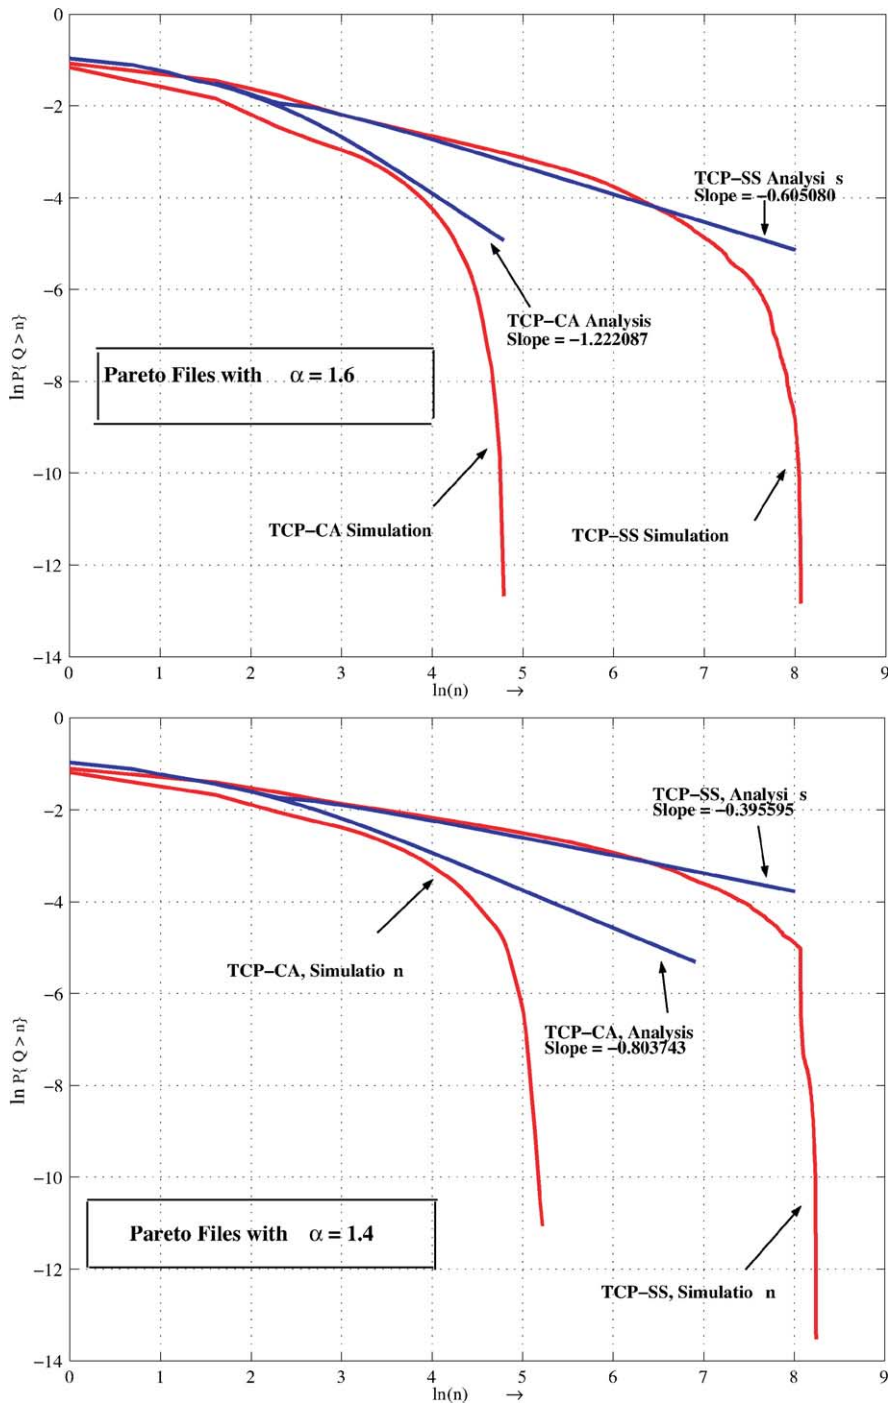 0
−2
TCP−SS Analysi s
Slope = −0.605080
−4
−6
TCP−CA Analysis
Slope = −1.222087
ln P{ Q > n}
Pareto Files with α = 1.6
−8
−10
TCP−CA Simulation
TCP−SS Simulation
−12
−14
0 1 2 3 4 5 6 7 8 9
ln(n) →
0
TCP−SS, Analysi s
Slope = −0.395595
−2
−4
TCP−CA, Simulatio n
−6
TCP−CA, Analysis
Slope = −0.803743
ln P{ Q > n}
−8
−10
Pareto Files with α = 1.4
−12
TCP−SS, Simulatio n
−14
0 1 2 3 4 5 6 7 8 9
ln(n) →